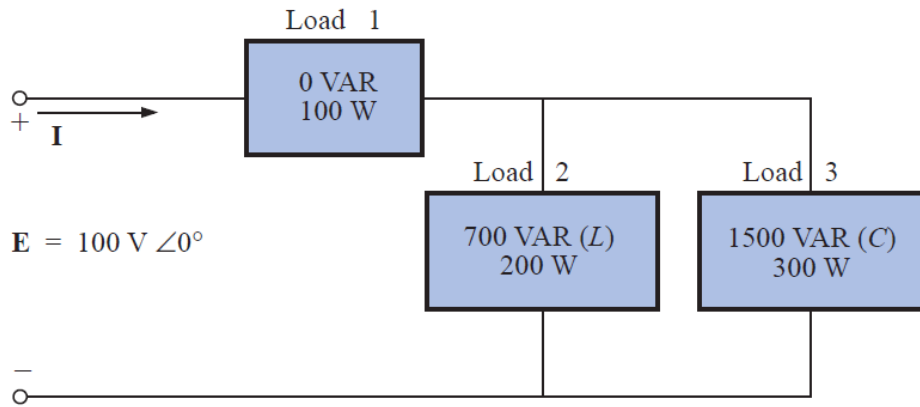 Load 1
0 VAR
100 W
+
I
Load 2
Load 3
E = 100 V ∠0°
700 VAR (L)
200 W
1500 VAR (C)
300 W
−